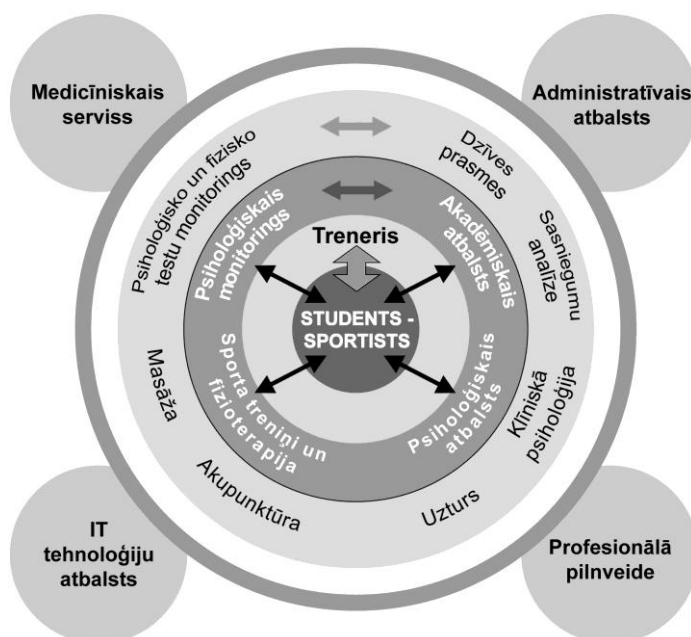 Medicīniskais
serviss
Administratīvais
atbalsts
Psiholoģisko un fizisko
testu monitorings
Dzīves
prasmes
Sasniegumu
analīze
Psiholoģiskais
monitorings
Akadēmiskais
atbalsts
Treneris
STUDENTS -
SPORTISTS
Masāža
Sporta treniņi un
fizioterapija
Psiholoģiskais
atbalsts
Klīniskā
psiholoģija
Akupunktūra
Uzturs
IT
tehnoloģiju
atbalsts
Profesionālā
pilnveide